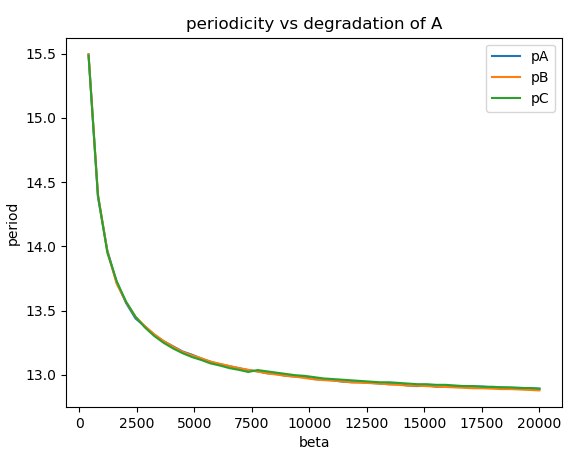 periodicity vs degradation of A
pA
pB
pC
15.5
15.0
14.5
14.0
13.5
13.0
period
0 2500 5000 7500 10000 12500 15000 17500 20000
beta